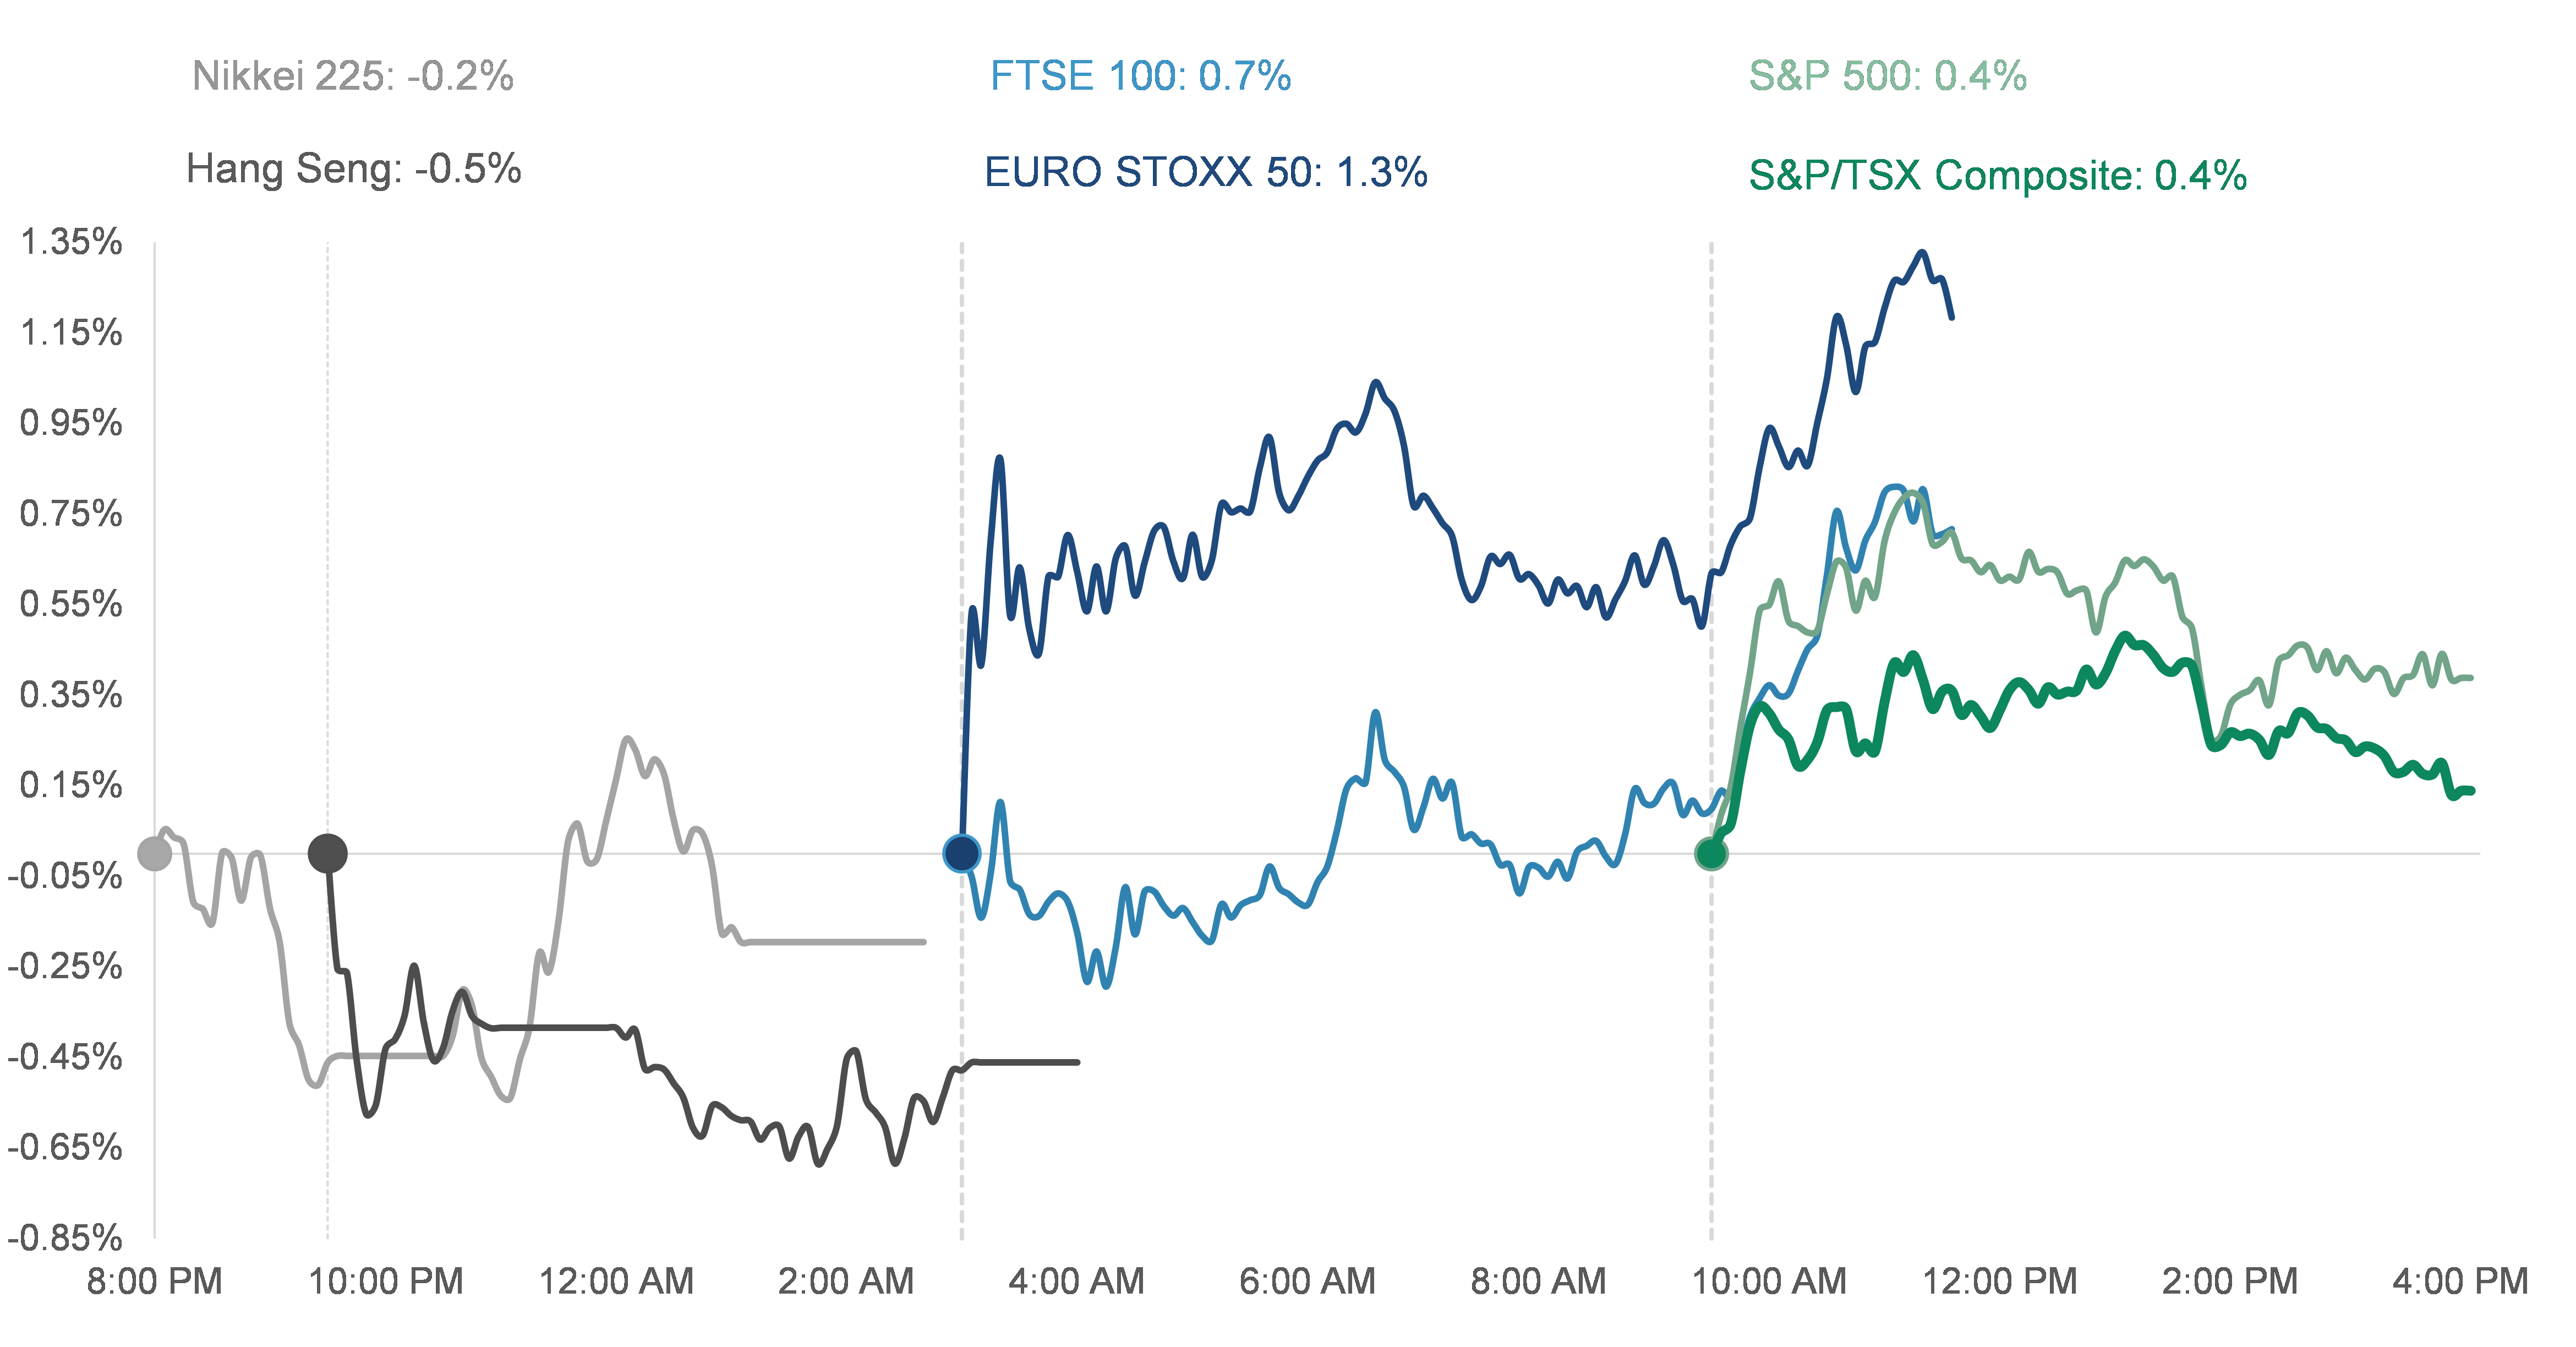 Nikkei 225: -0.2%
FTSE 100: 0.7%
S&P 500: 0.4%
Hang Seng: -0.5%
EURO STOXX 50: 1.3%
S&P/TSX Composite: 0.4%
1.35%
1.15%
0.95%
0.75%
0.55%
0.35%
0.15%
-0.05%
-0.25%
-0.45%
-0.65%
-0.85%
8:00 PM 10:00 PM 12:00 AM 2:00 AM 4:00 AM 6:00 AM 8:00 AM 10:00 AM 12:00 PM 2:00 PM 4:00 PM